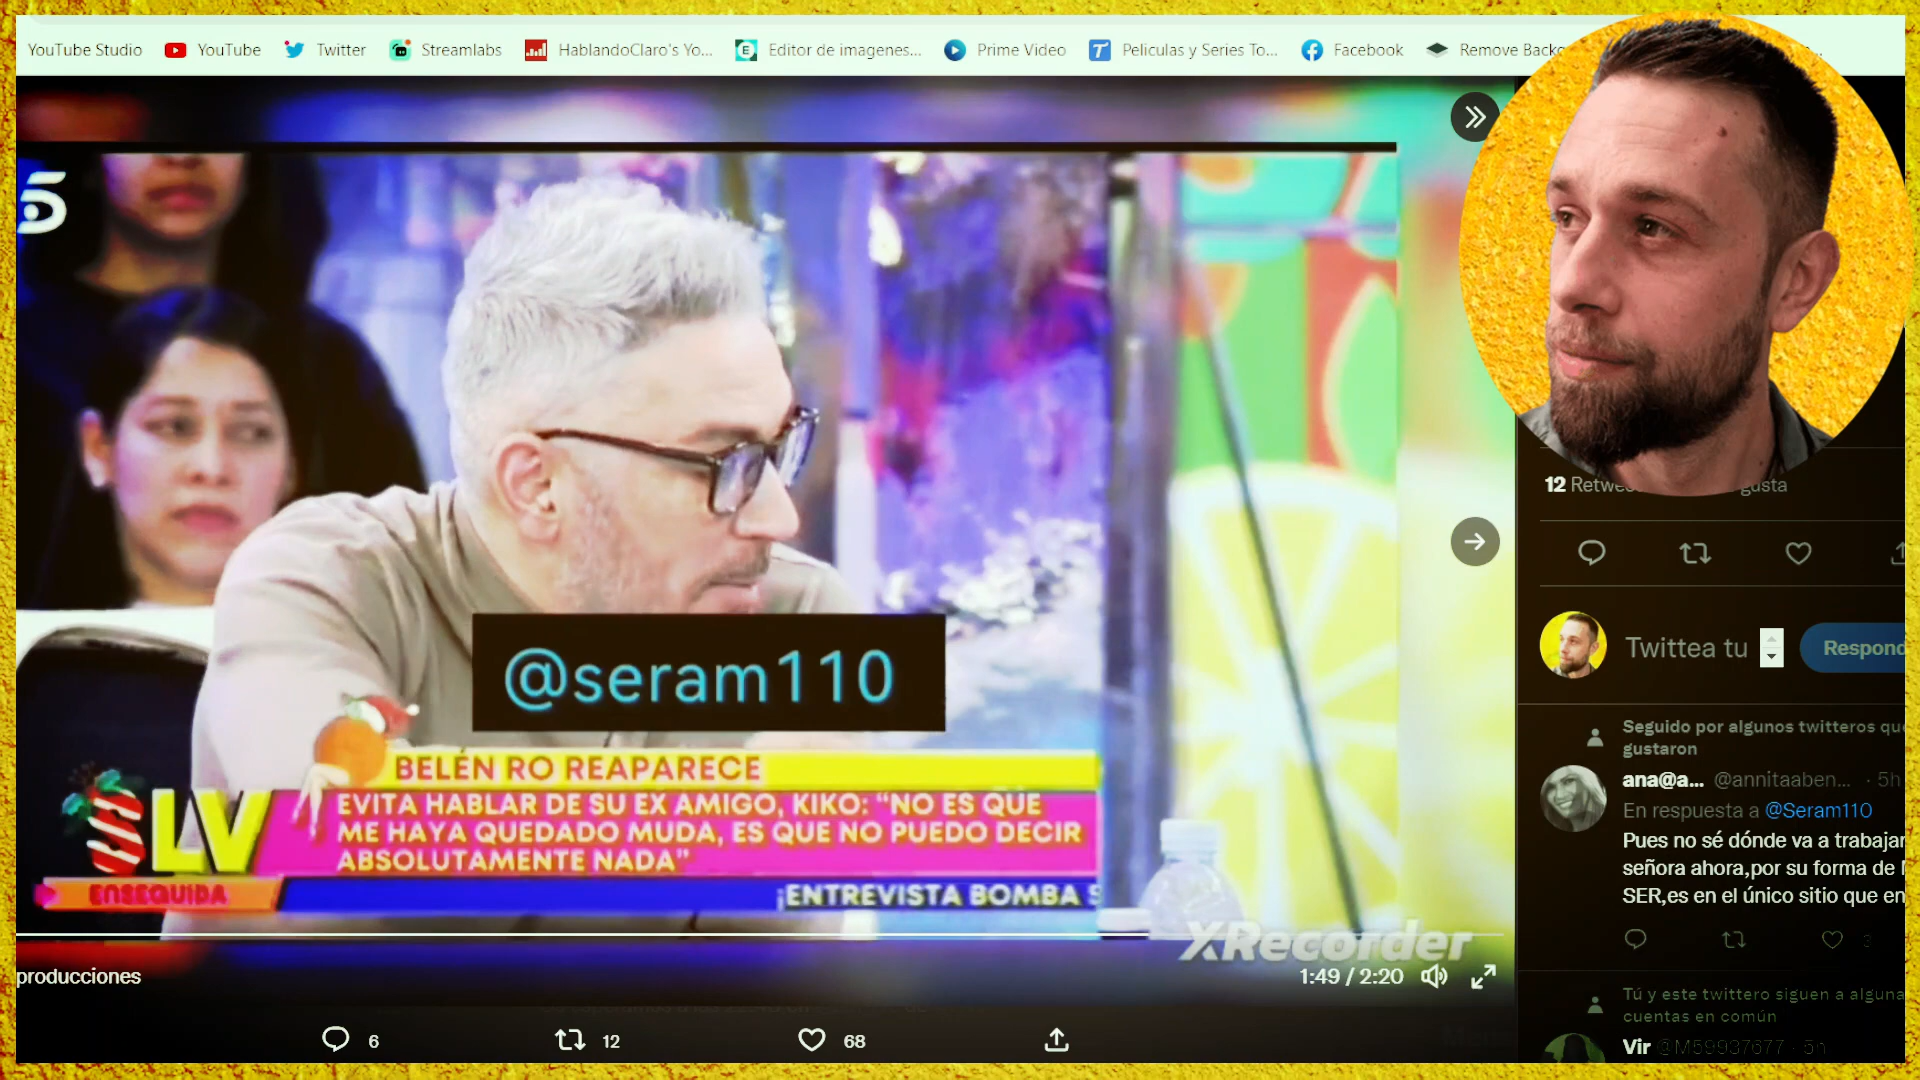 YouTube Studio YouTube Twitter Streamlabs HablandoClaro's Yo... Editor de imagenes... Prime Video Peliculas y Series To... Facebook Remove Backg
5
12 Retwe gusta
@seram110
Twittea tu Respond
BELÉN RO REAPARECE
EVITA HABLAR DE SU EX AMIGO, KIKO: “NO ES QUE
ME HAYA QUEDADO MUDA, ES QUE NO PUEDO DECIR
ABSOLUTAMENTE NADA”
SLV
ENSEGUIDA
¡ENTREVISTA BOMBA S
XRecorder
producciones
1:49 / 2:20
6 12 68
Seguido por algunos twitteros que
gustaron
ana@a... @annitaaben... · 5h
En respuesta a @Seram110
Pues no sé dónde va a trabajar
señora ahora,por su forma de
SER,es en el único sitio que en
3
Tú y este twittero siguen a alguna
cuentas en común
Vir @M59937677 · 5h